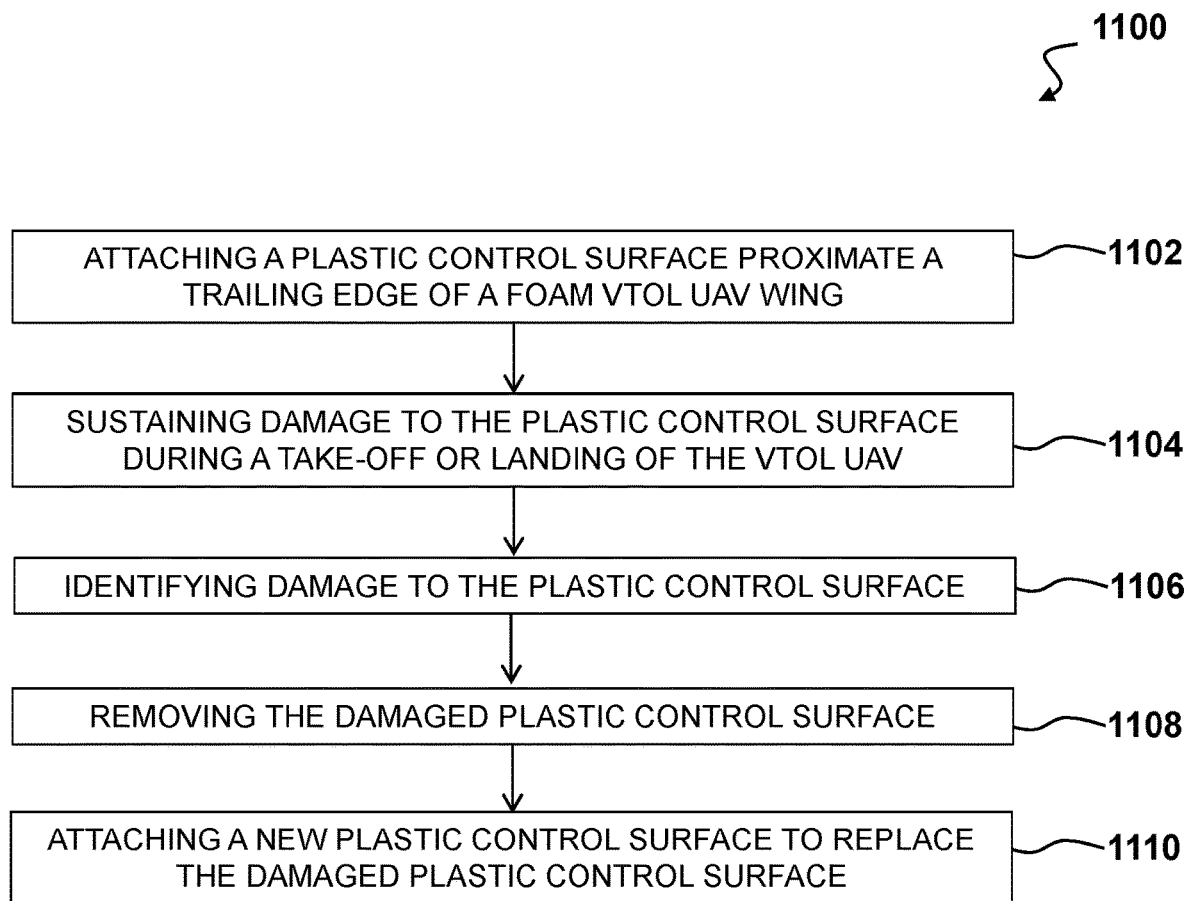 1100
ATTACHING A PLASTIC CONTROL SURFACE PROXIMATE A
TRAILING EDGE OF A FOAM VTOL UAV WING
1102
SUSTAINING DAMAGE TO THE PLASTIC CONTROL SURFACE
DURING A TAKE-OFF OR LANDING OF THE VTOL UAV
1104
IDENTIFYING DAMAGE TO THE PLASTIC CONTROL SURFACE
1106
REMOVING THE DAMAGED PLASTIC CONTROL SURFACE
1108
ATTACHING A NEW PLASTIC CONTROL SURFACE TO REPLACE
THE DAMAGED PLASTIC CONTROL SURFACE
1110